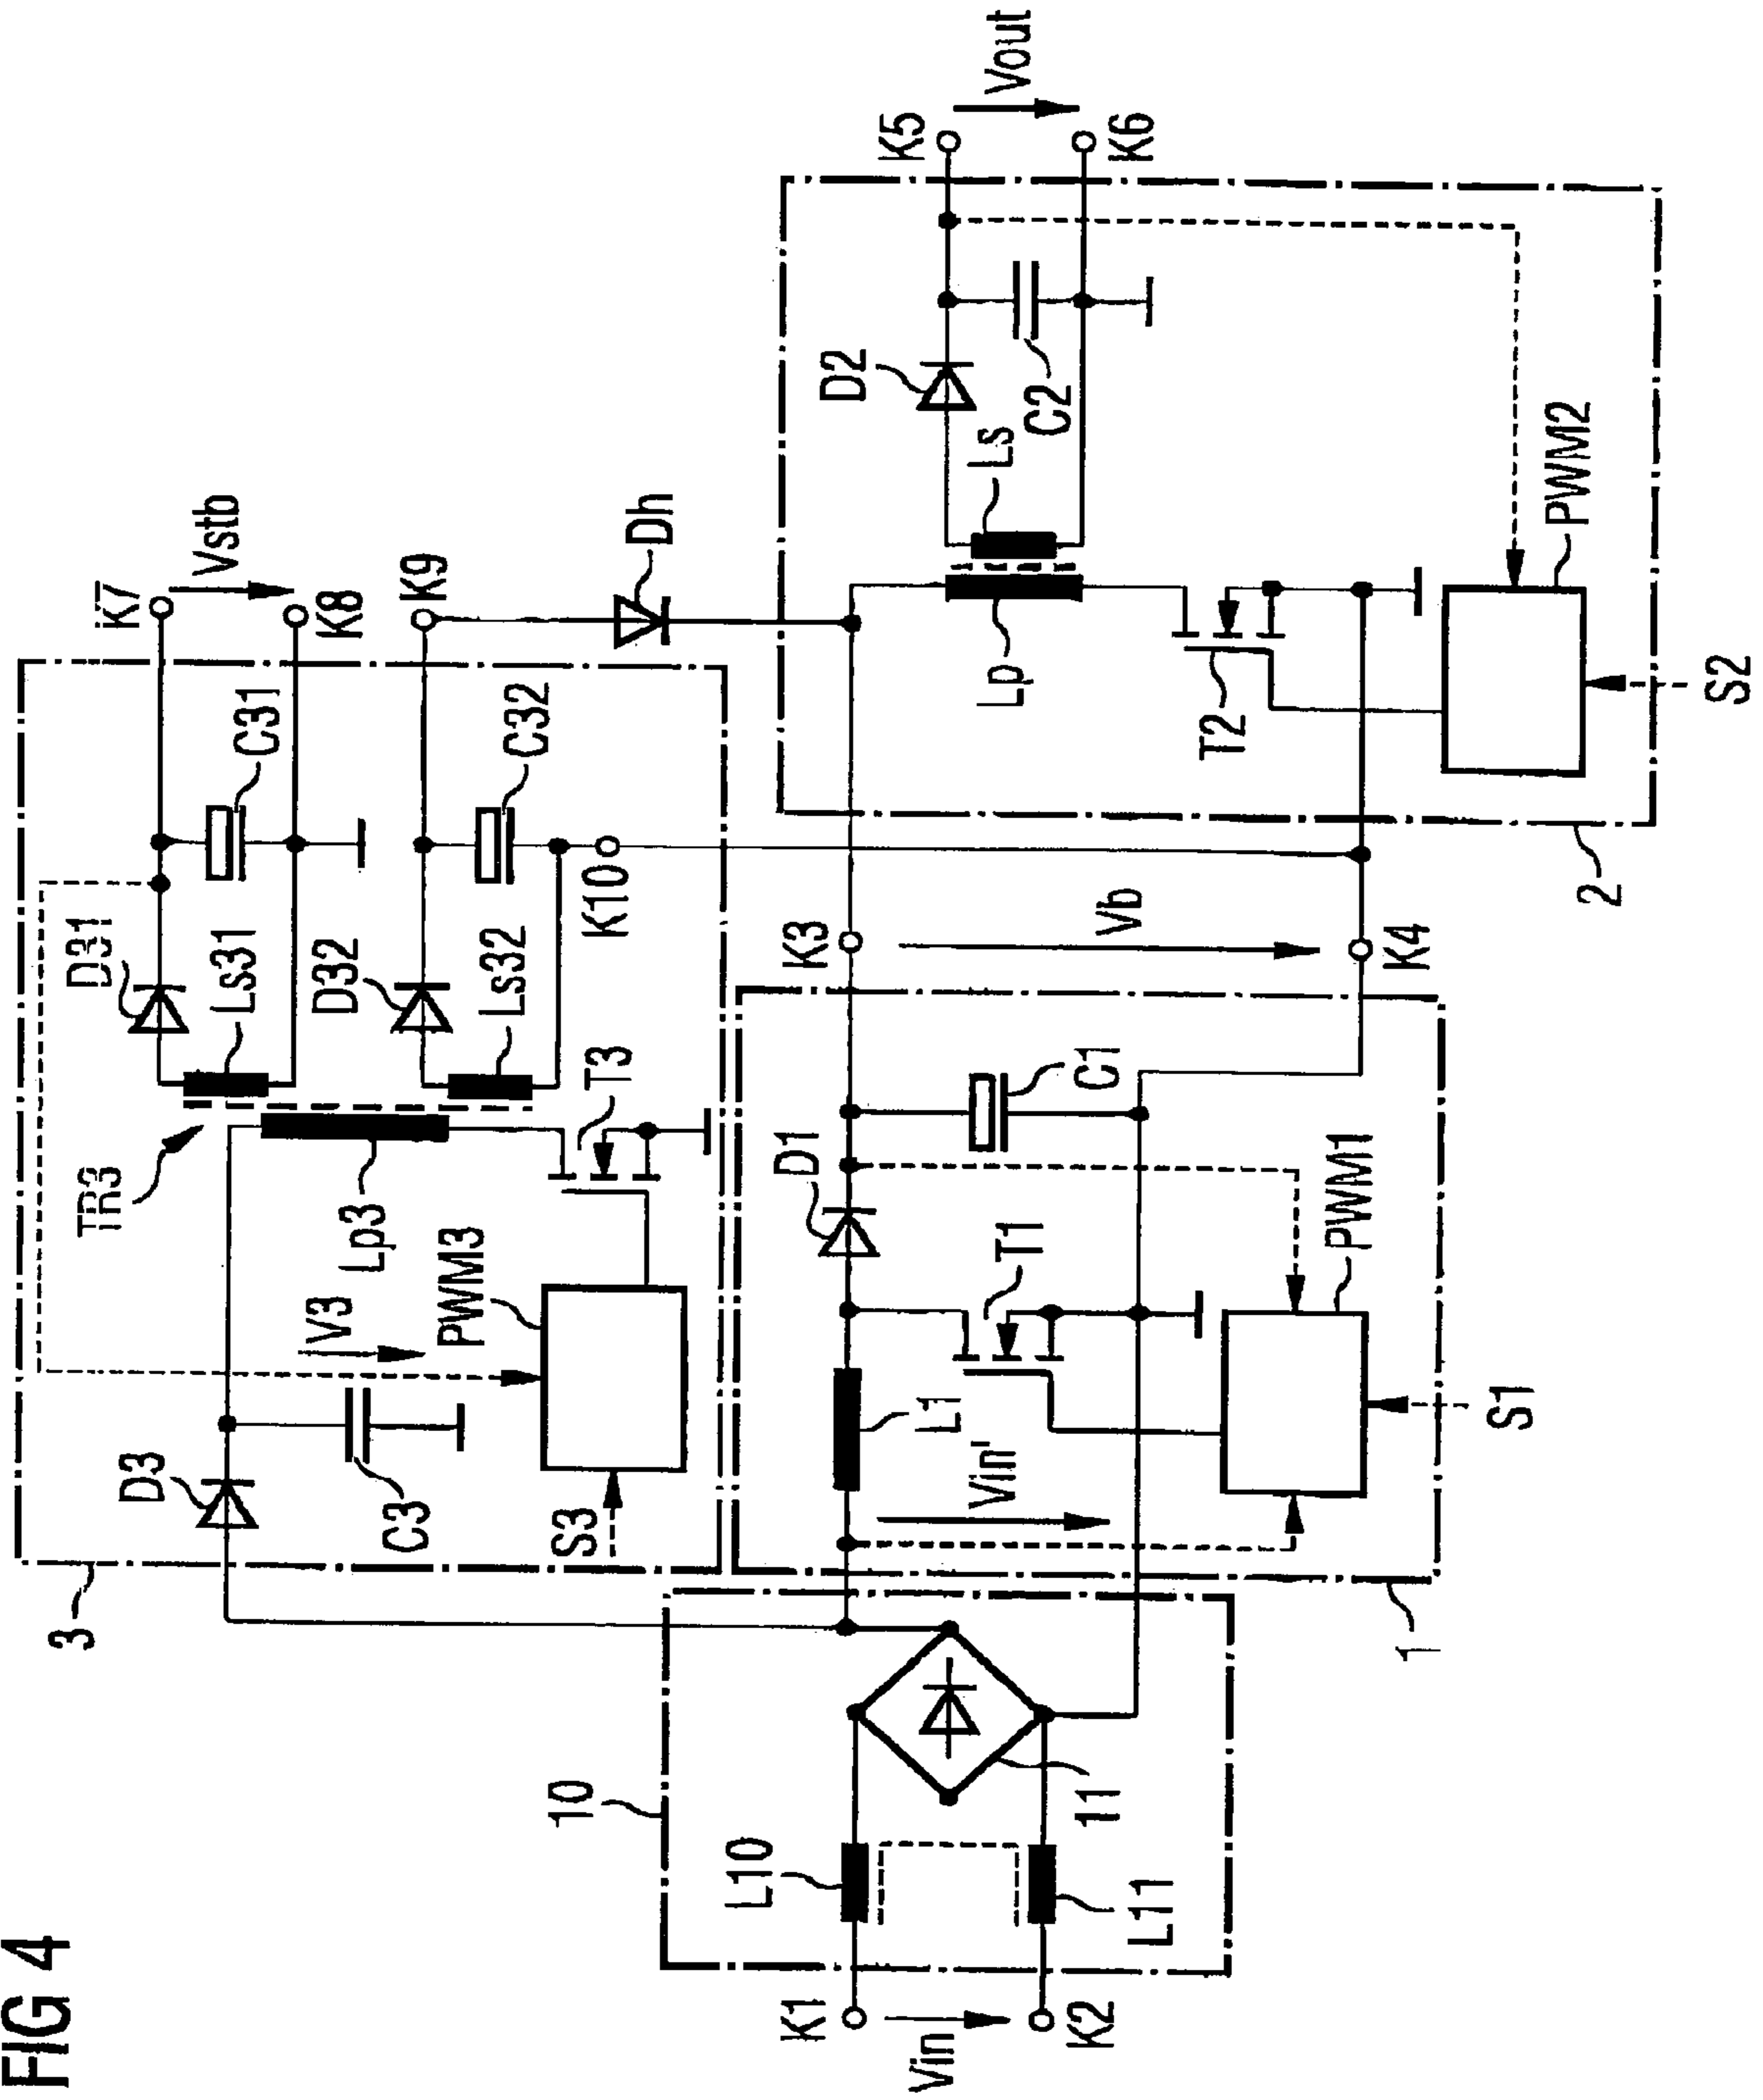 FIG 4
3
D3
C3
V3
TR3
Lp3
PWM3
S3
T3
D31
Ls31
C31
K7
Vstb
K8
D32
Ls32
C32
K9
K10
Dh
10
K1
Vin
K2
L10
L11
11
1
Vin'
L1
T1
D1
C1
PWM1
S1
K3
Vb
K4
2
Lp
Ls
T2
D2
C2
K5
Vout
K6
PWM2
S2